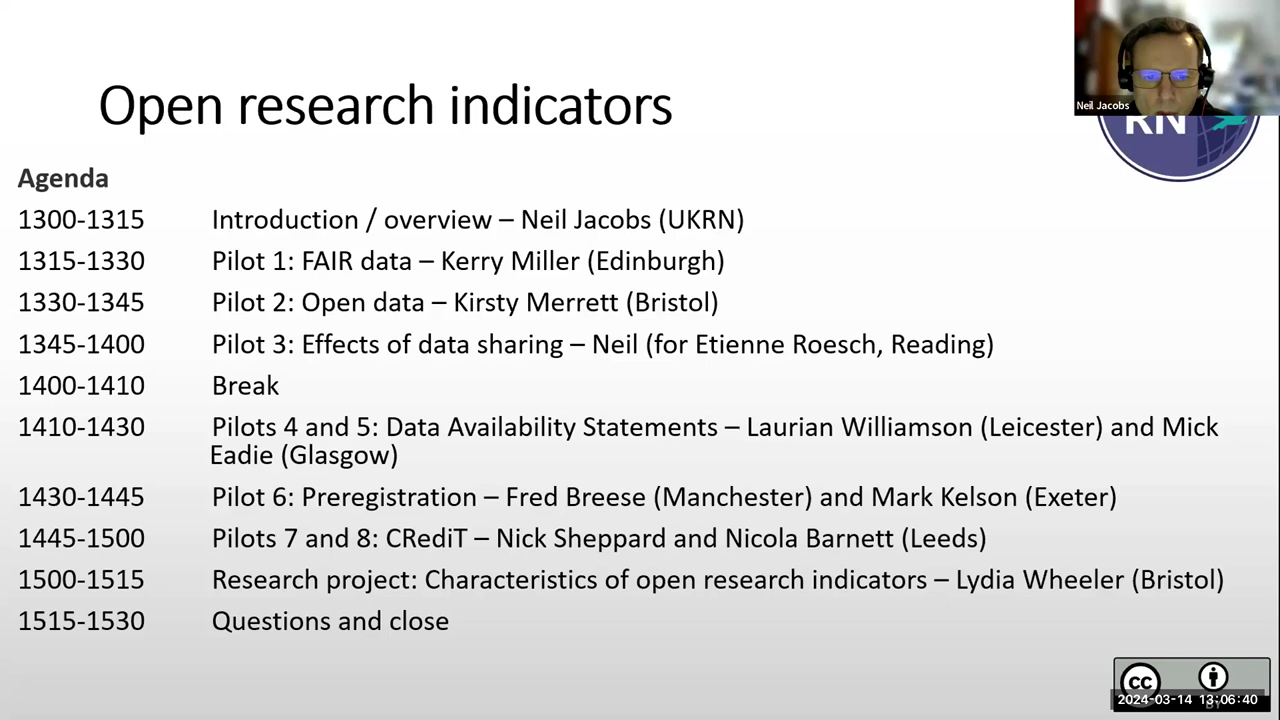 Open research indicators
Neil Jacobs
RN
Agenda
1300-1315 Introduction / overview – Neil Jacobs (UKRN)
1315-1330 Pilot 1: FAIR data – Kerry Miller (Edinburgh)
1330-1345 Pilot 2: Open data – Kirsty Merrett (Bristol)
1345-1400 Pilot 3: Effects of data sharing – Neil (for Etienne Roesch, Reading)
1400-1410 Break
1410-1430 Pilots 4 and 5: Data Availability Statements – Laurian Williamson (Leicester) and Mick
Eadie (Glasgow)
1430-1445 Pilot 6: Preregistration – Fred Breese (Manchester) and Mark Kelson (Exeter)
1445-1500 Pilots 7 and 8: CRediT – Nick Sheppard and Nicola Barnett (Leeds)
1500-1515 Research project: Characteristics of open research indicators – Lydia Wheeler (Bristol)
1515-1530 Questions and close
cc
2024-03-14 13:06:40